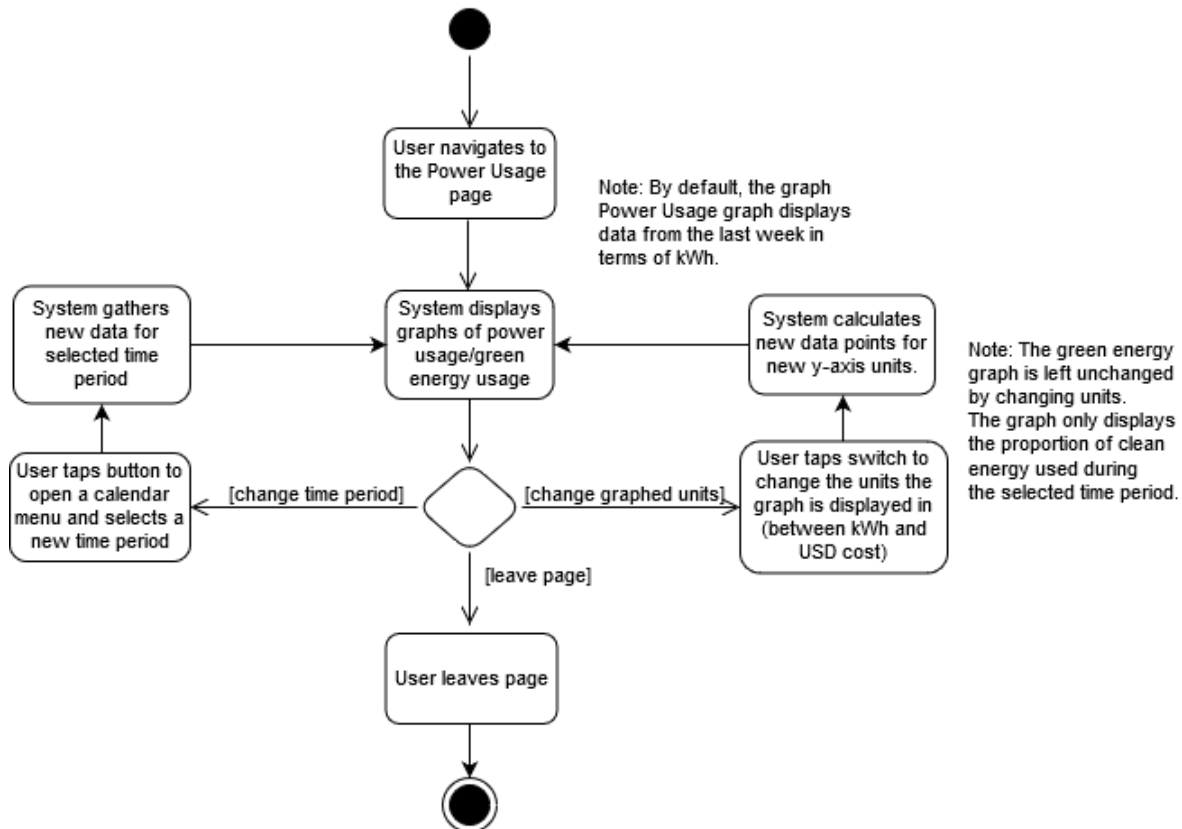 User navigates to
the Power Usage
page
Note: By default, the graph
Power Usage graph displays
data from the last week in
terms of kWh.
System gathers
new data for
selected time
period
System displays
graphs of power
usage/green
energy usage
System calculates
new data points for
new y-axis units.
Note: The green energy
graph is left unchanged
by changing units.
The graph only displays
the proportion of clean
energy used during
the selected time period.
User taps button to
open a calendar
menu and selects a
new time period
[change time period]
[change graphed units]
User taps switch to
change the units the
graph is displayed in
(between kWh and
USD cost)
[leave page]
User leaves page